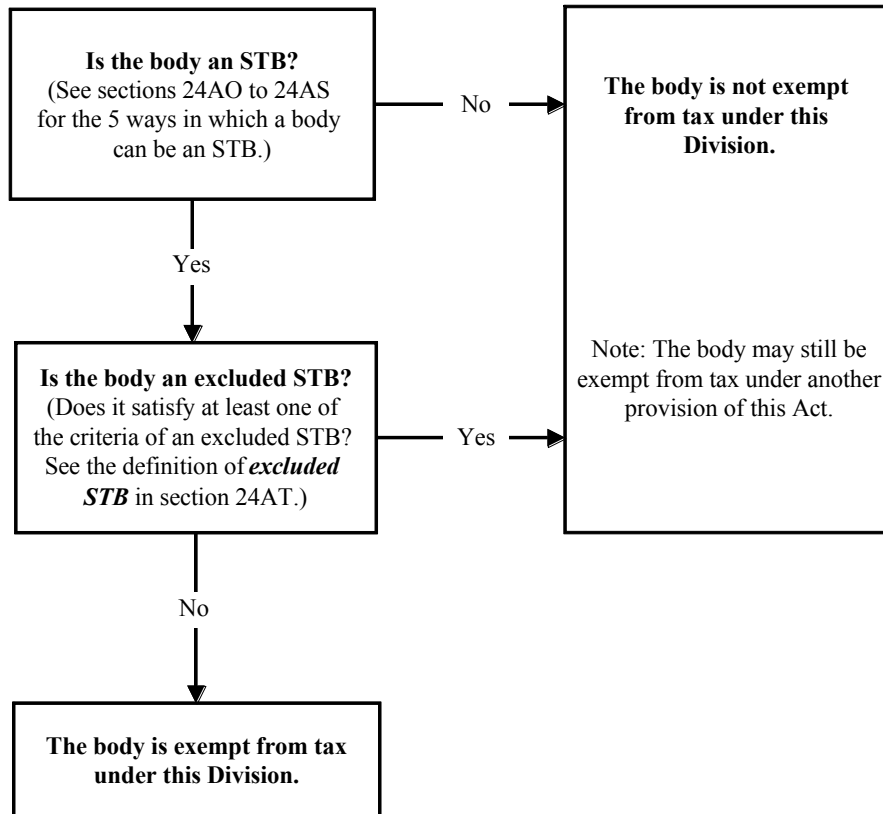 Is the body an STB?
(See sections 24AO to 24AS
for the 5 ways in which a body
can be an STB.)
No
The body is not exempt
from tax under this
Division.
Note: The body may still be
exempt from tax under another
provision of this Act.
Yes
Is the body an excluded STB?
(Does it satisfy at least one of
the criteria of an excluded STB?
See the definition of excluded
STB in section 24AT.)
Yes
No
The body is exempt from tax
under this Division.